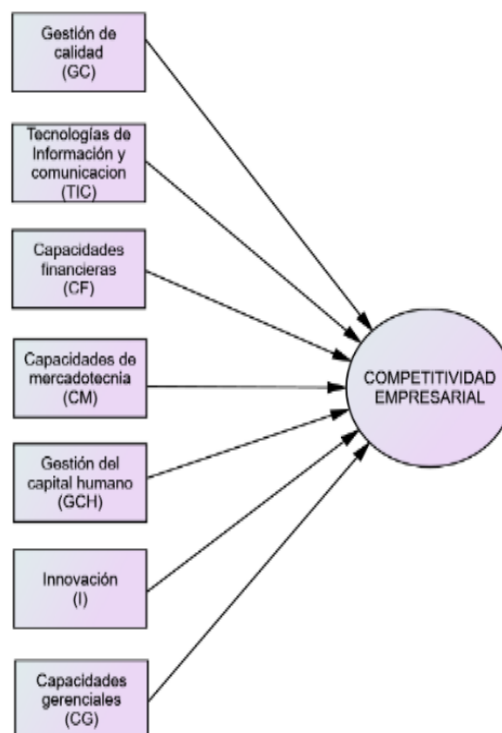 Gestión de
calidad
(GC)
Tecnologías de
Información y
comunicacion
(TIC)
Capacidades
financieras
(CF)
Capacidades de
mercadotecnia
(CM)
Gestión del
capital humano
(GCH)
Innovación
(I)
Capacidades
gerenciales
(CG)
COMPETITIVIDAD
EMPRESARIAL